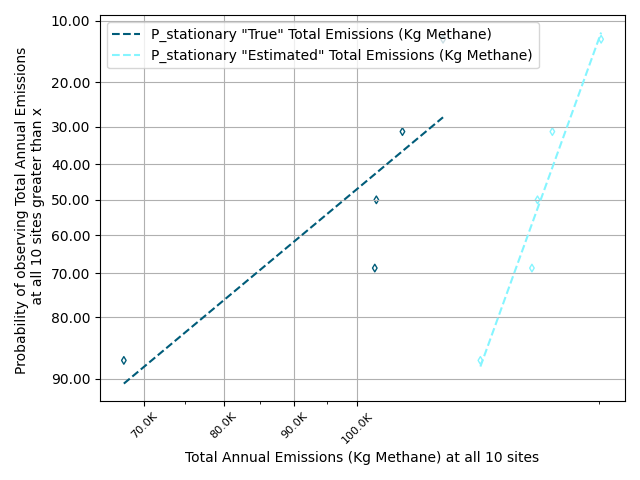 P_stationary "True" Total Emissions (Kg Methane)
P_stationary "Estimated" Total Emissions (Kg Methane)
Probability of observing Total Annual Emissions
at all 10 sites greater than x
10.00
20.00
30.00
40.00
50.00
60.00
70.00
80.00
90.00
70.0K
80.0K
90.0K
100.0K
Total Annual Emissions (Kg Methane) at all 10 sites